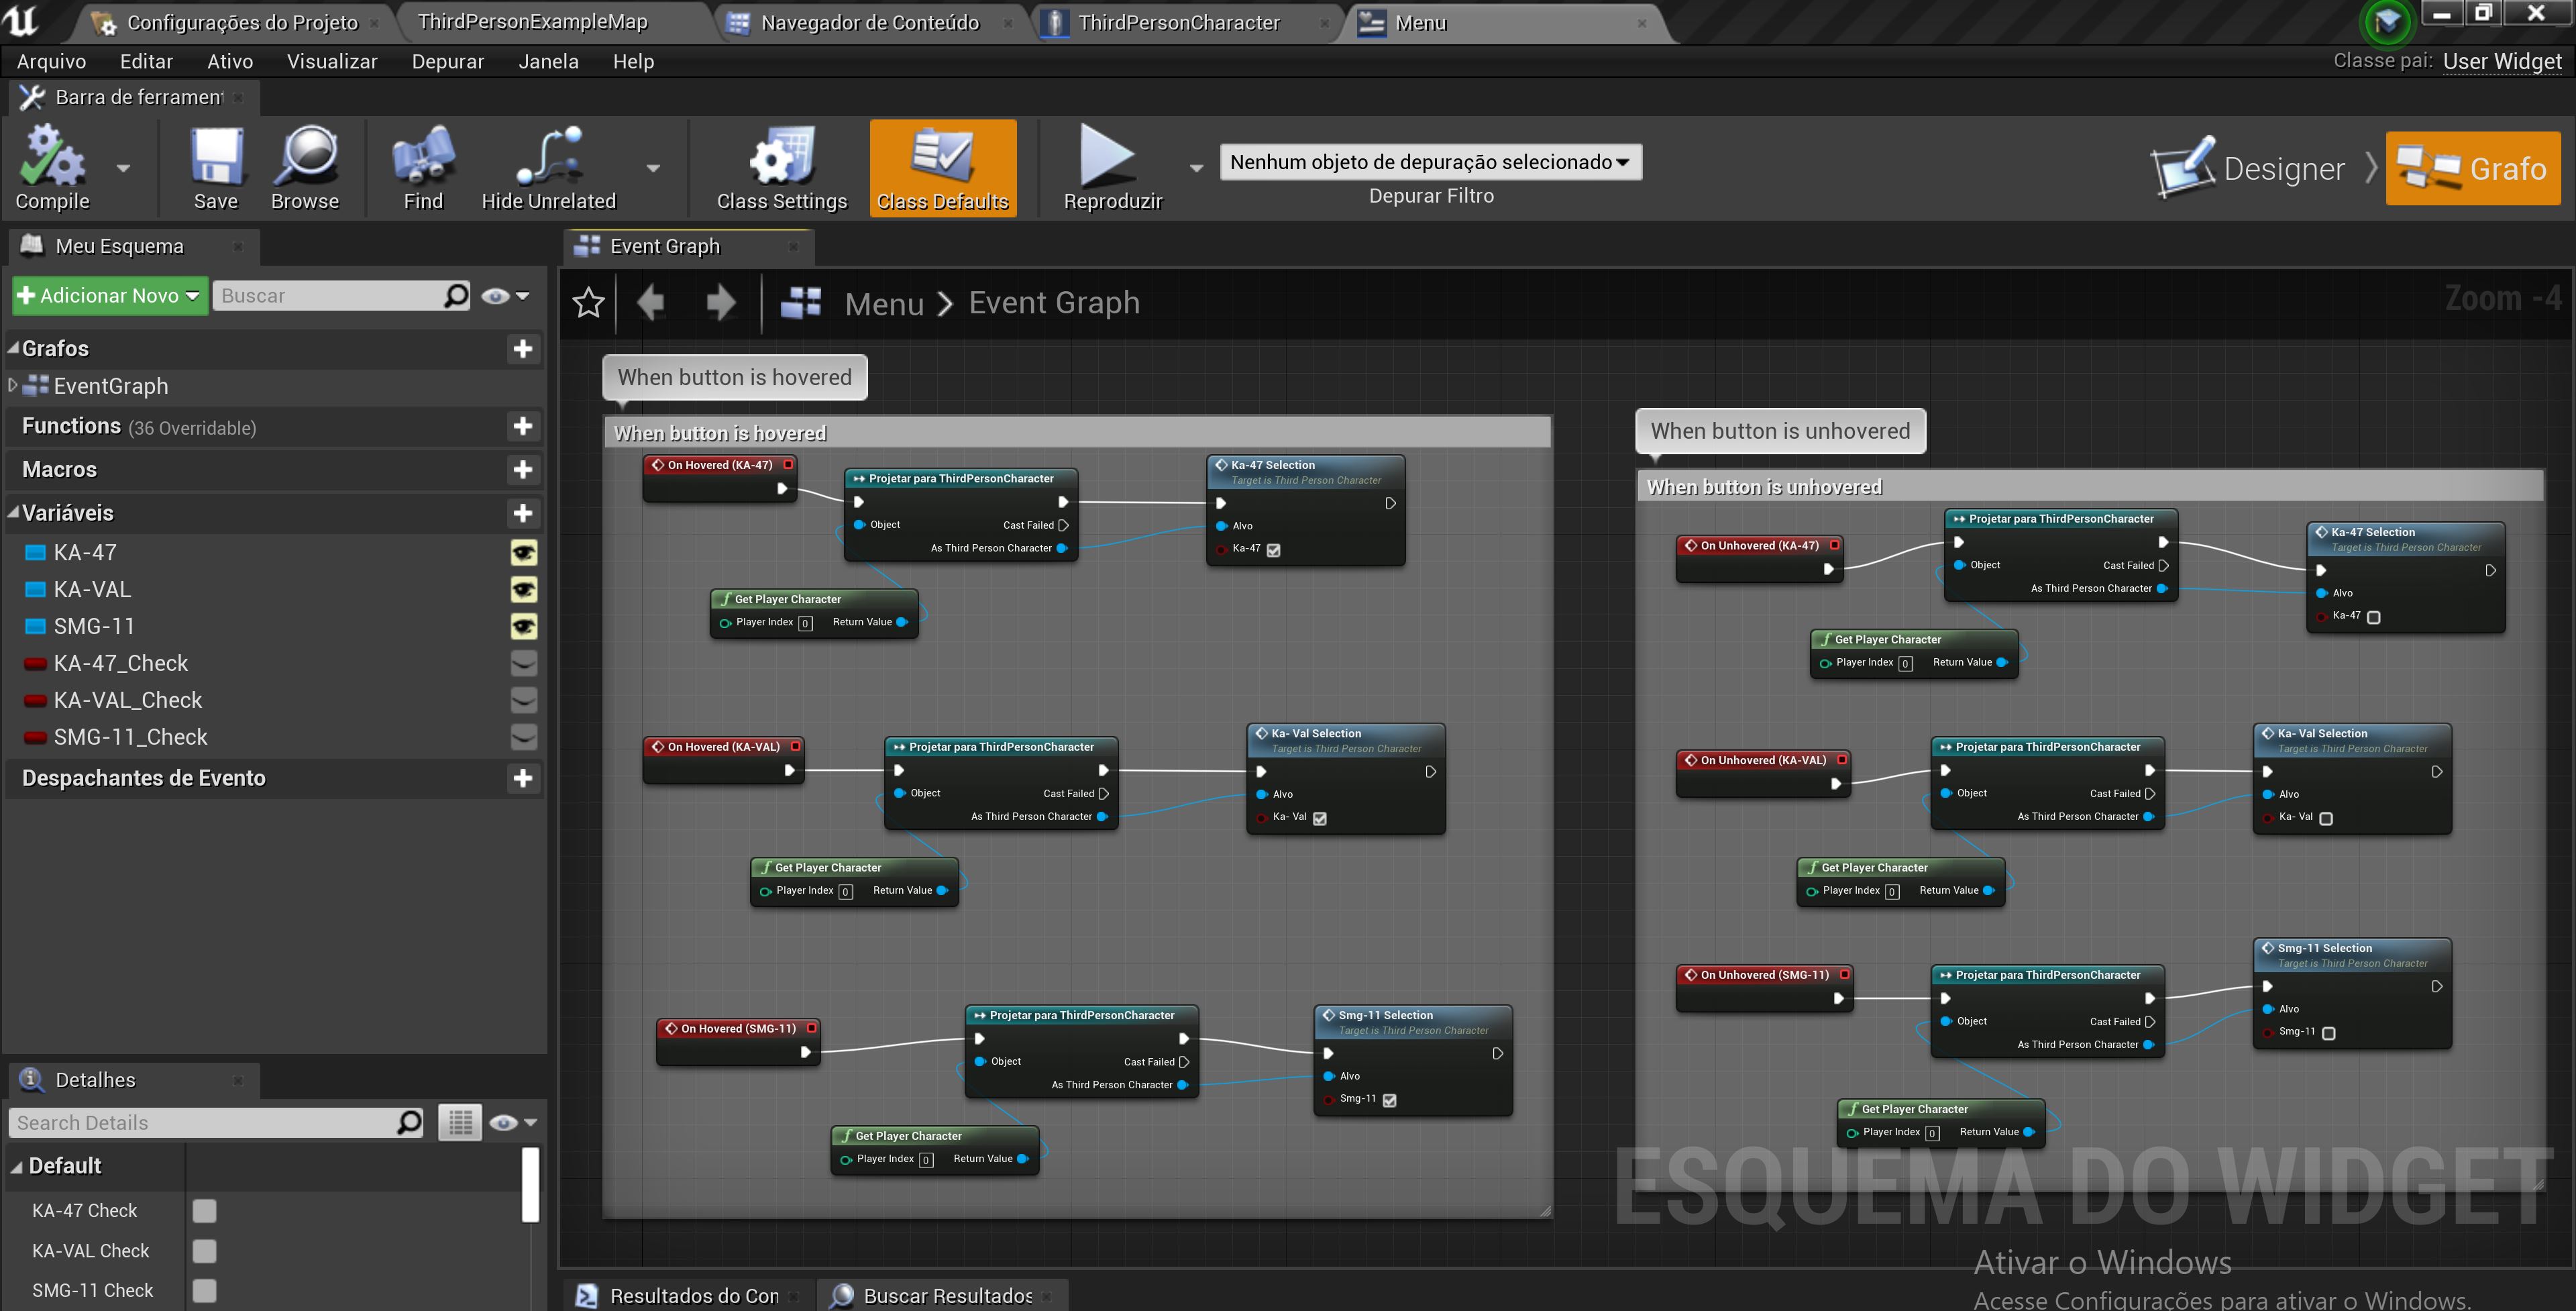 Configurações do Projeto
ThirdPersonExampleMap
Navegador de Conteúdo
ThirdPersonCharacter
Menu
Arquivo Editar Ativo Visualizar Depurar Janela Help
Classe pai: User Widget
Barra de ferrament
Compile
Save
Browse
Find
Hide Unrelated
Class Settings
Class Defaults
Reproduzir
Nenhum objeto de depuração selecionado
Depurar Filtro
Designer
Grafo
Meu Esquema
Adicionar Novo
Buscar
Grafos
EventGraph
Functions (36 Overridable)
Macros
Variáveis
KA-47
KA-VAL
SMG-11
KA-47_Check
KA-VAL_Check
SMG-11_Check
Despachantes de Evento
Detalhes
Search Details
Default
KA-47 Check
KA-VAL Check
SMG-11 Check
Event Graph
Menu > Event Graph
Zoom -4
When button is hovered
When button is hovered
On Hovered (KA-47)
Projetar para ThirdPersonCharacter
Object
Cast Failed
As Third Person Character
Ka-47 Selection
Target is Third Person Character
Alvo
Ka-47
Get Player Character
Player Index 0 Return Value
On Hovered (KA-VAL)
Projetar para ThirdPersonCharacter
Object
Cast Failed
As Third Person Character
Ka- Val Selection
Target is Third Person Character
Alvo
Ka- Val
Get Player Character
Player Index 0 Return Value
On Hovered (SMG-11)
Projetar para ThirdPersonCharacter
Object
Cast Failed
As Third Person Character
Smg-11 Selection
Target is Third Person Character
Alvo
Smg-11
Get Player Character
Player Index 0 Return Value
When button is unhovered
When button is unhovered
On Unhovered (KA-47)
Projetar para ThirdPersonCharacter
Object
Cast Failed
As Third Person Character
Ka-47 Selection
Target is Third Person Character
Alvo
Ka-47
Get Player Character
Player Index 0 Return Value
On Unhovered (KA-VAL)
Projetar para ThirdPersonCharacter
Object
Cast Failed
As Third Person Character
Ka- Val Selection
Target is Third Person Character
Alvo
Ka- Val
Get Player Character
Player Index 0 Return Value
On Unhovered (SMG-11)
Projetar para ThirdPersonCharacter
Object
Cast Failed
As Third Person Character
Smg-11 Selection
Target is Third Person Character
Alvo
Smg-11
Get Player Character
Player Index 0 Return Value
ESQUEMA DO WIDGET
Ativar o Windows
Acesse Configurações para ativar o Windows.
Resultados do Con
Buscar Resultados